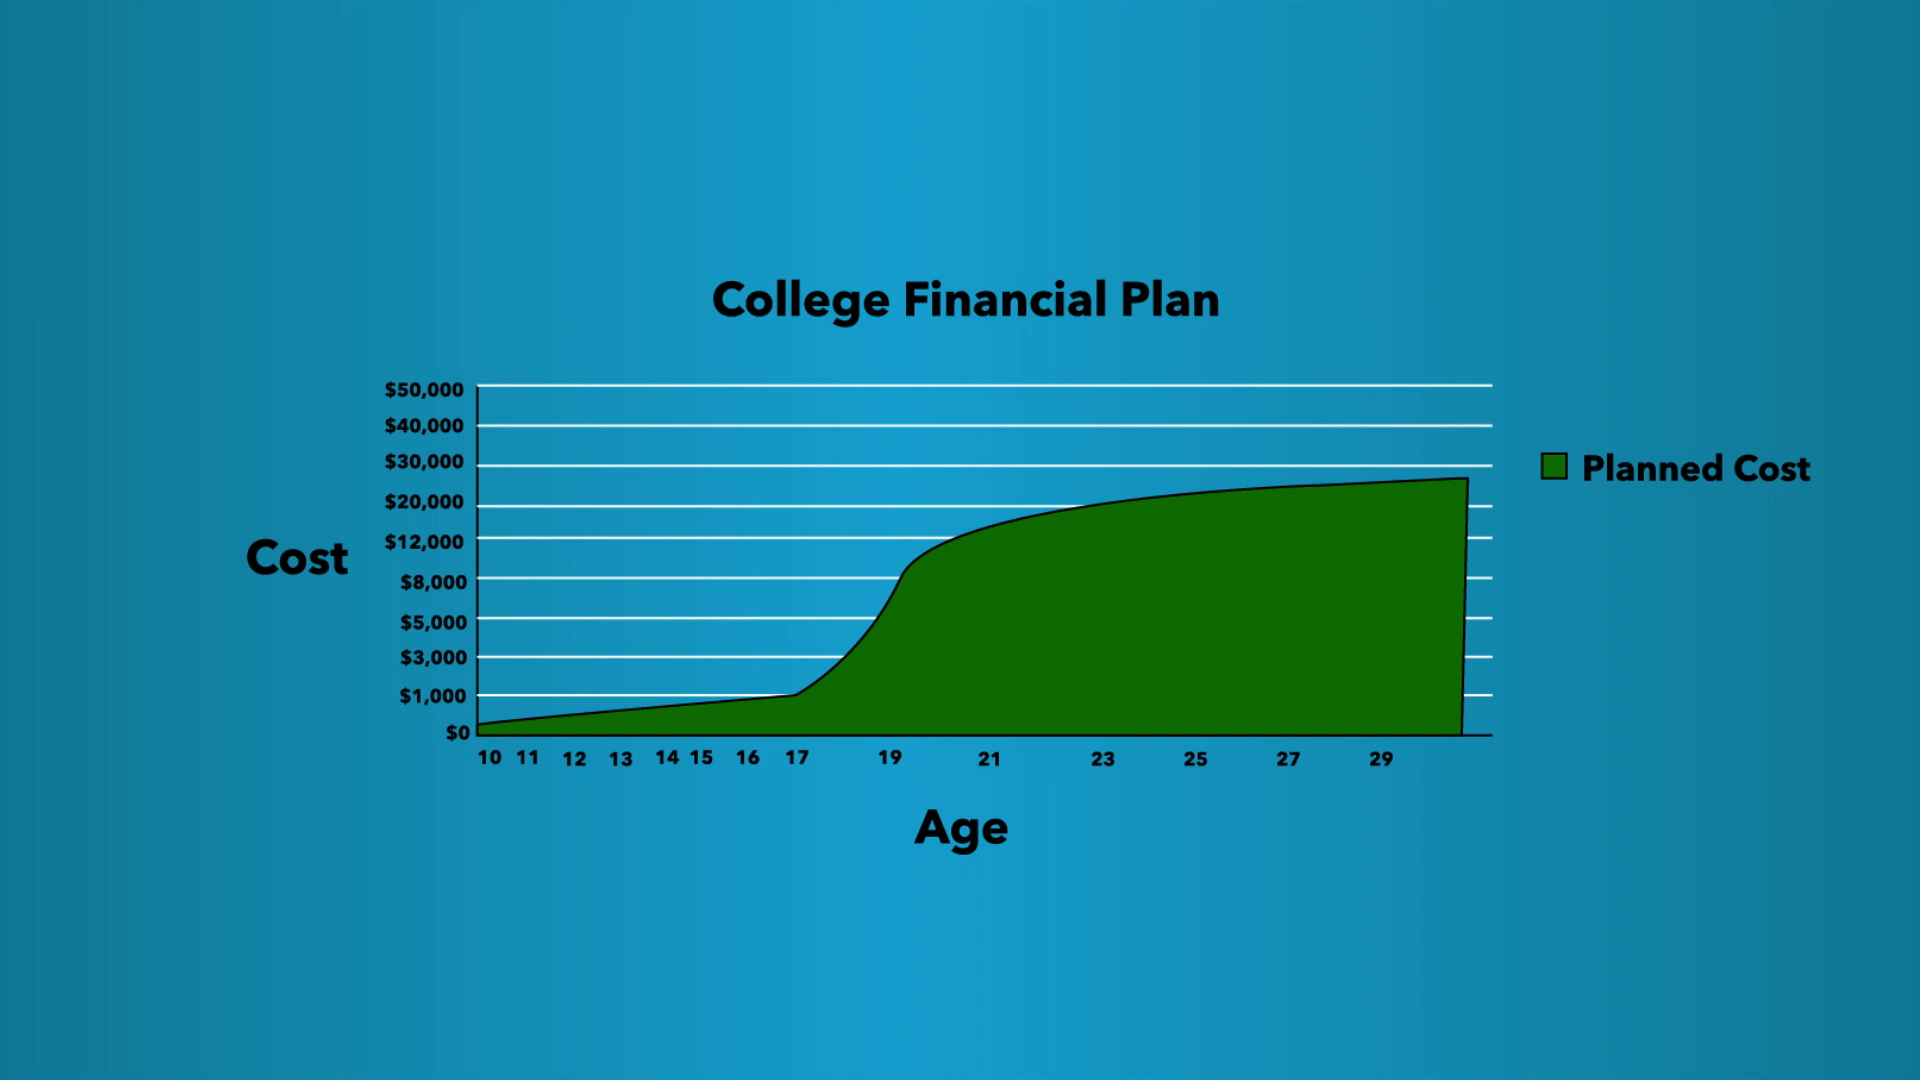 College Financial Plan
$50,000
$40,000
$30,000
$20,000
$12,000
$8,000
$5,000
$3,000
$1,000
$0
Cost
Planned Cost
10 11 12 13 14 15 16 17 19 21 23 25 27 29
Age